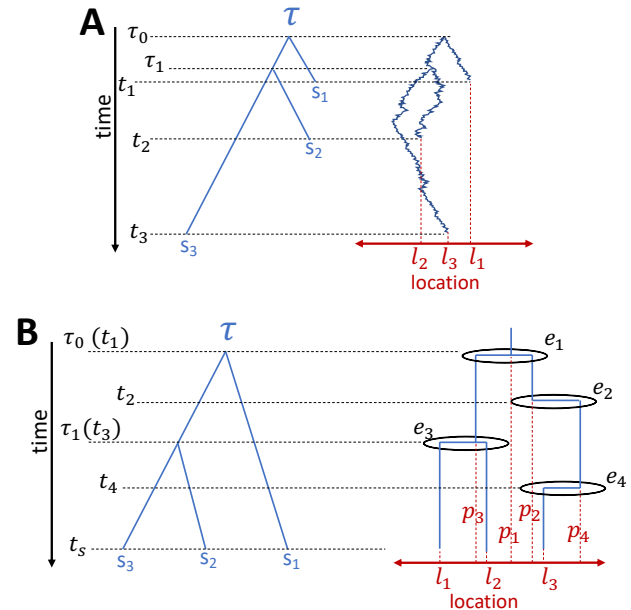 A
τ
τ₀
τ₁
t₁
s₁
time
t₂
s₂
t₃
s₃
l₂ l₃ l₁
location
B
τ
τ₀ (t₁)
e₁
t₂
e₂
time
τ₁(t₃)
e₃
t₄
e₄
p₃ p₁ p₂ p₄
tₛ
s₃ s₂ s₁
l₁ l₂ l₃
location